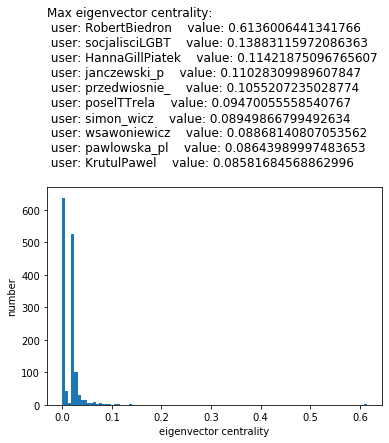 Max eigenvector centrality:
user: RobertBiedron    value: 0.6136006441341766
user: socjalisciLGBT    value: 0.13883115972086363
user: HannaGillPiatek    value: 0.11421875096765607
user: janczewski_p    value: 0.11028309989607847
user: przedwiosnie_    value: 0.1055207235028774
user: poselTTrela    value: 0.09470055558540767
user: simon_wicz    value: 0.08949866799492634
user: wsawoniewicz    value: 0.08868140807053562
user: pawlowska_pl    value: 0.08643989997483653
user: KrutulPawel    value: 0.08581684568862996
600
500
400
300
200
100
0
number
0.0 0.1 0.2 0.3 0.4 0.5 0.6
eigenvector centrality